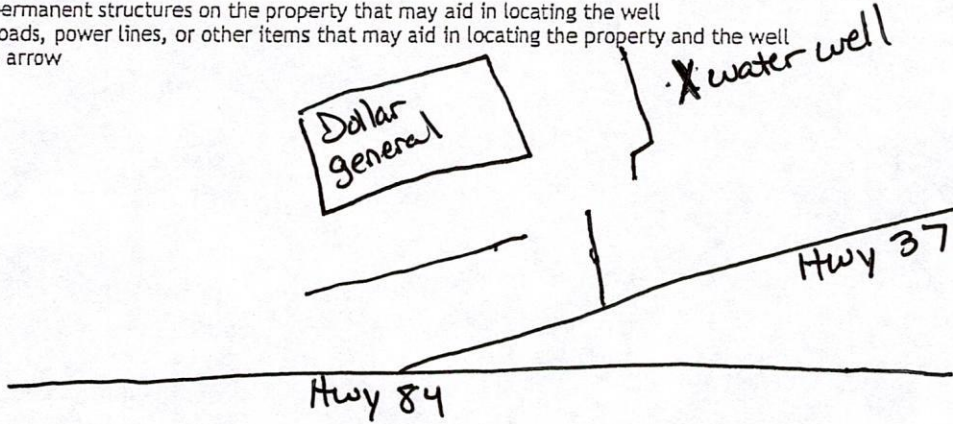 ermanent structures on the property that may aid in locating the well
oads, power lines, or other items that may aid in locating the property and the well
arrow
X water well
Dollar
general
Hwy 37
Hwy 84